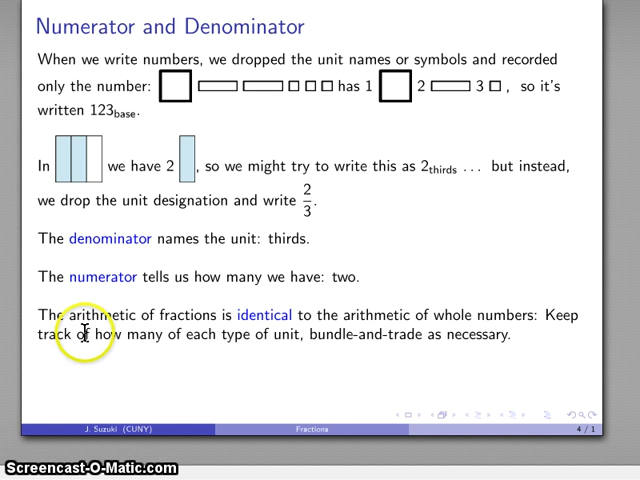 Numerator and Denominator
When we write numbers, we dropped the unit names or symbols and recorded
only the number: has 1 2 3 , so it's
written 123base.
In we have 2 , so we might try to write this as 2thirds ... but instead,
we drop the unit designation and write 2/3.
The denominator names the unit: thirds.
The numerator tells us how many we have: two.
The arithmetic of fractions is identical to the arithmetic of whole numbers: Keep
track of how many of each type of unit, bundle-and-trade as necessary.
J. Suzuki (CUNY) Fractions 4 / 1
Screencast-O-Matic.com